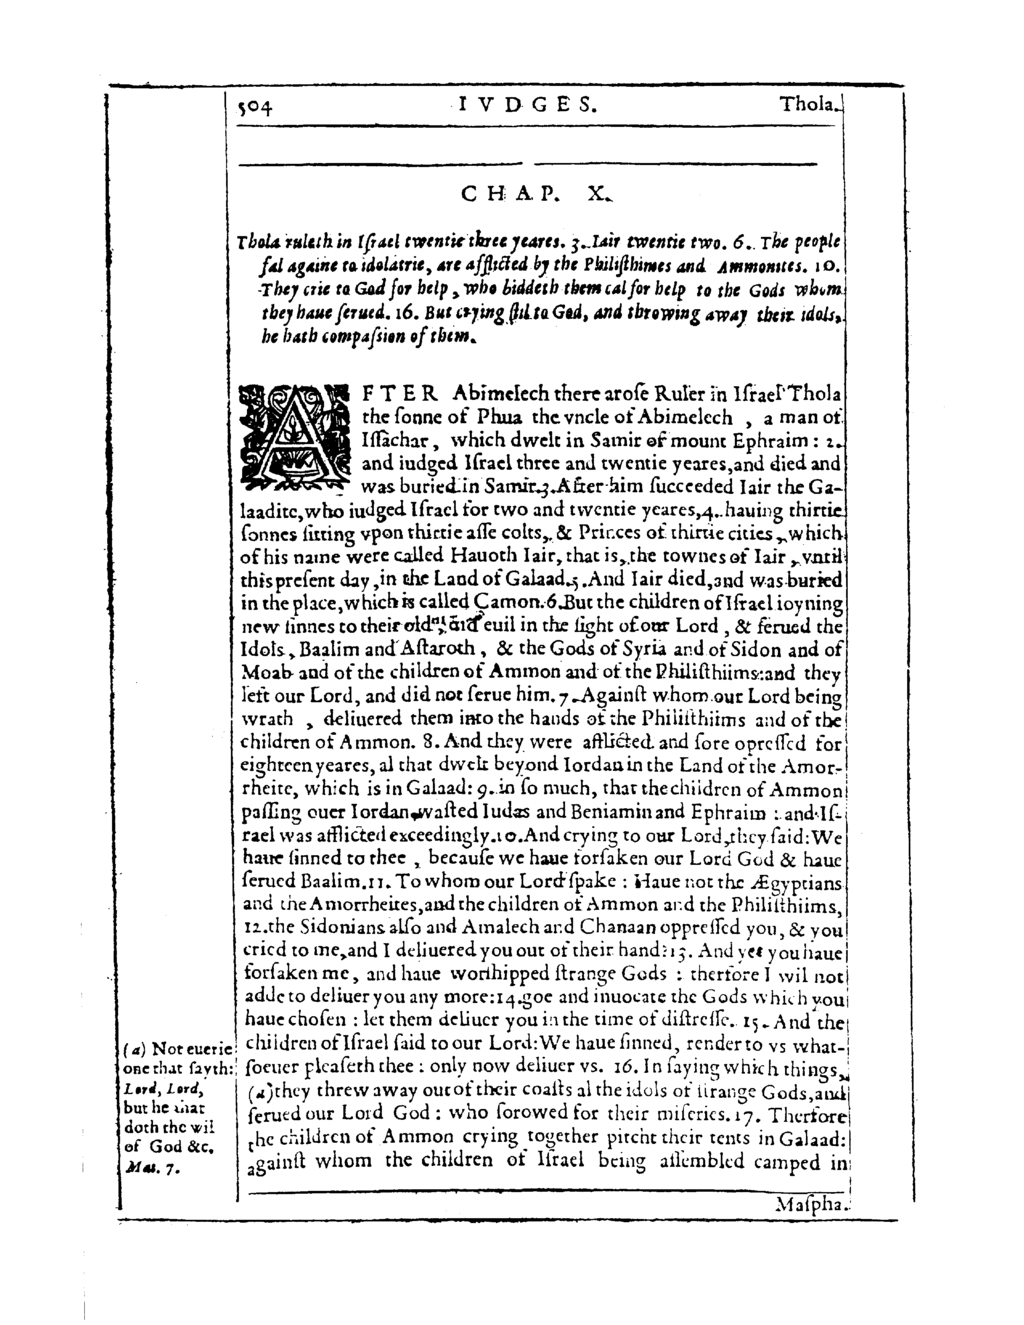 504 IVDGES. Thola.
CHAP. X.
Thola ruleth in Iſrael twentie three yeares. 3. Iair twentie two. 6. The people
fal againe to idolatrie, are afflicted by the Philiſthimes and Ammonites. 10.
They crie to God for help, who biddeth them cal for help to the Gods whom
they haue ſerued. 16. But crying ſtil to God, and throwing away their idols,
he hath compaſsion of them.
AFTER Abimelech there aroſe Ruler in Iſrael Thola
the ſonne of Phua the vncle of Abimelech , a man of
Iſſachar , which dwelt in Samir of mount Ephraim : 2.
and iudged Iſrael three and twentie yeares,and died and
was buried in Samir.3.After him ſucceeded Iair the Ga-
laadite,who iudged Iſrael for two and twentie yeares,4. hauing thirtie
ſonnes ſitting vpon thirtie aſſe colts, & Princes of thirtie cities , which
of his name were called Hauoth Iair, that is, the townes of Iair , vntil
this preſent day ,in the Land of Galaad.5.And Iair died,and was buried
in the place,which is called Camon.6.But the children of Iſrael ioyning
new ſinnes to their old, did euil in the ſight of our Lord , & ſerued the
Idols, Baalim and Aſtaroth , & the Gods of Syria and of Sidon and of
Moab and of the children of Ammon and of the Philiſthiims:and they
left our Lord, and did not ſerue him. 7. Againſt whom our Lord being
wrath , deliuered them into the hands of the Philiſthiims and of the
children of Ammon. 8. And they were afflicted and ſore opreſſed for
eighteen yeares, al that dwelt beyond Iordan in the Land of the Amor-
rheite, which is in Galaad: 9. in ſo much, that the children of Ammon
paſſing ouer Iordan, waſted Iudas and Beniamin and Ephraim : and Iſ-
rael was afflicted exceedingly.10.And crying to our Lord,they ſaid:We
haue ſinned to thee , becauſe we haue forſaken our Lord God & haue
ſerued Baalim.11. To whom our Lord ſpake : Haue not the Ægyptians
and the Amorrheites,and the children of Ammon and the Philiſthiims,
12.the Sidonians alſo and Amalech and Chanaan oppreſſed you, & you
cried to me,and I deliuered you out of their hand:13. And yet you haue
forſaken me, and haue worſhipped ſtrange Gods : therfore I wil not
adde to deliuer you any more:14.goe and inuocate the Gods which you
haue choſen : let them deliuer you in the time of diſtreſſe. 15. And the
children of Iſrael ſaid to our Lord:We haue ſinned, render to vs what-
ſoeuer pleaſeth thee : only now deliuer vs. 16. In ſaying which things,
(a)they threw away out of their coaſts al the idols of ſtrange Gods,and
ſerued our Lord God : who ſorowed for their miſeries. 17. Therfore
the children of Ammon crying together pitcht their tents in Galaad:
againſt whom the children of Iſrael being aſſembled camped in
Maſpha.
(a) Not euerie
one that ſayth:
Lord, Lord,
but he that
doth the wil
of God &c.
Mat. 7.